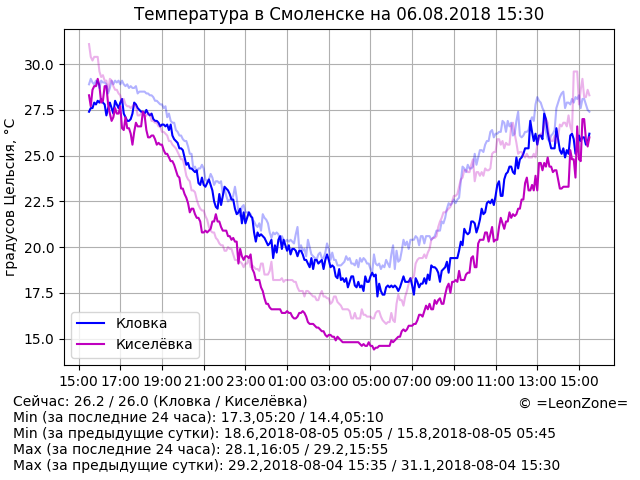 Температура в Смоленске на 06.08.2018 15:30
градусов Цельсия, °C
30.0
27.5
25.0
22.5
20.0
17.5
15.0
Кловка
Киселёвка
15:00 17:00 19:00 21:00 23:00 01:00 03:00 05:00 07:00 09:00 11:00 13:00 15:00
Сейчас: 26.2 / 26.0 (Кловка / Киселёвка)
© =LeonZone=
Min (за последние 24 часа): 17.3,05:20 / 14.4,05:10
Min (за предыдущие сутки): 18.6,2018-08-05 05:05 / 15.8,2018-08-05 05:45
Max (за последние 24 часа): 28.1,16:05 / 29.2,15:55
Max (за предыдущие сутки): 29.2,2018-08-04 15:35 / 31.1,2018-08-04 15:30